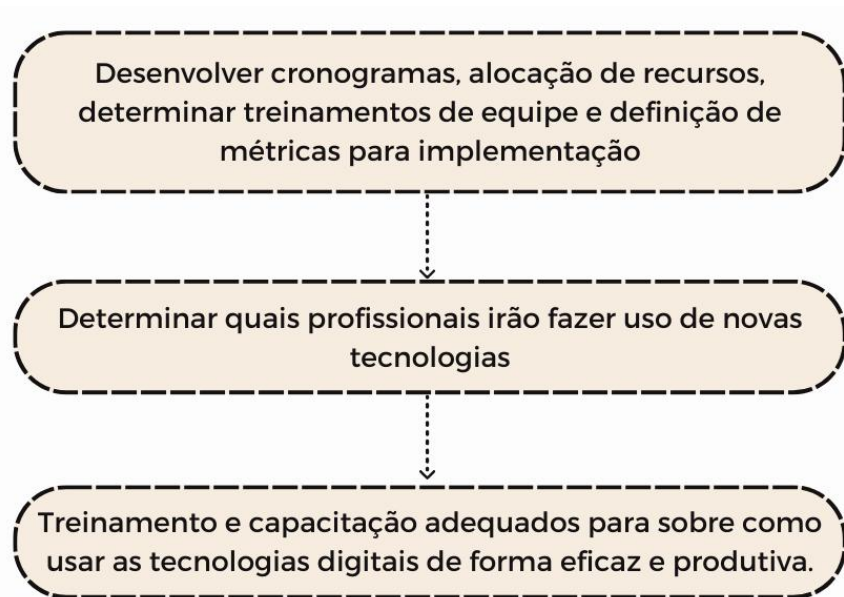 Desenvolver cronogramas, alocação de recursos,
determinar treinamentos de equipe e definição de
métricas para implementação
Determinar quais profissionais irão fazer uso de novas
tecnologias
Treinamento e capacitação adequados para sobre como
usar as tecnologias digitais de forma eficaz e produtiva.